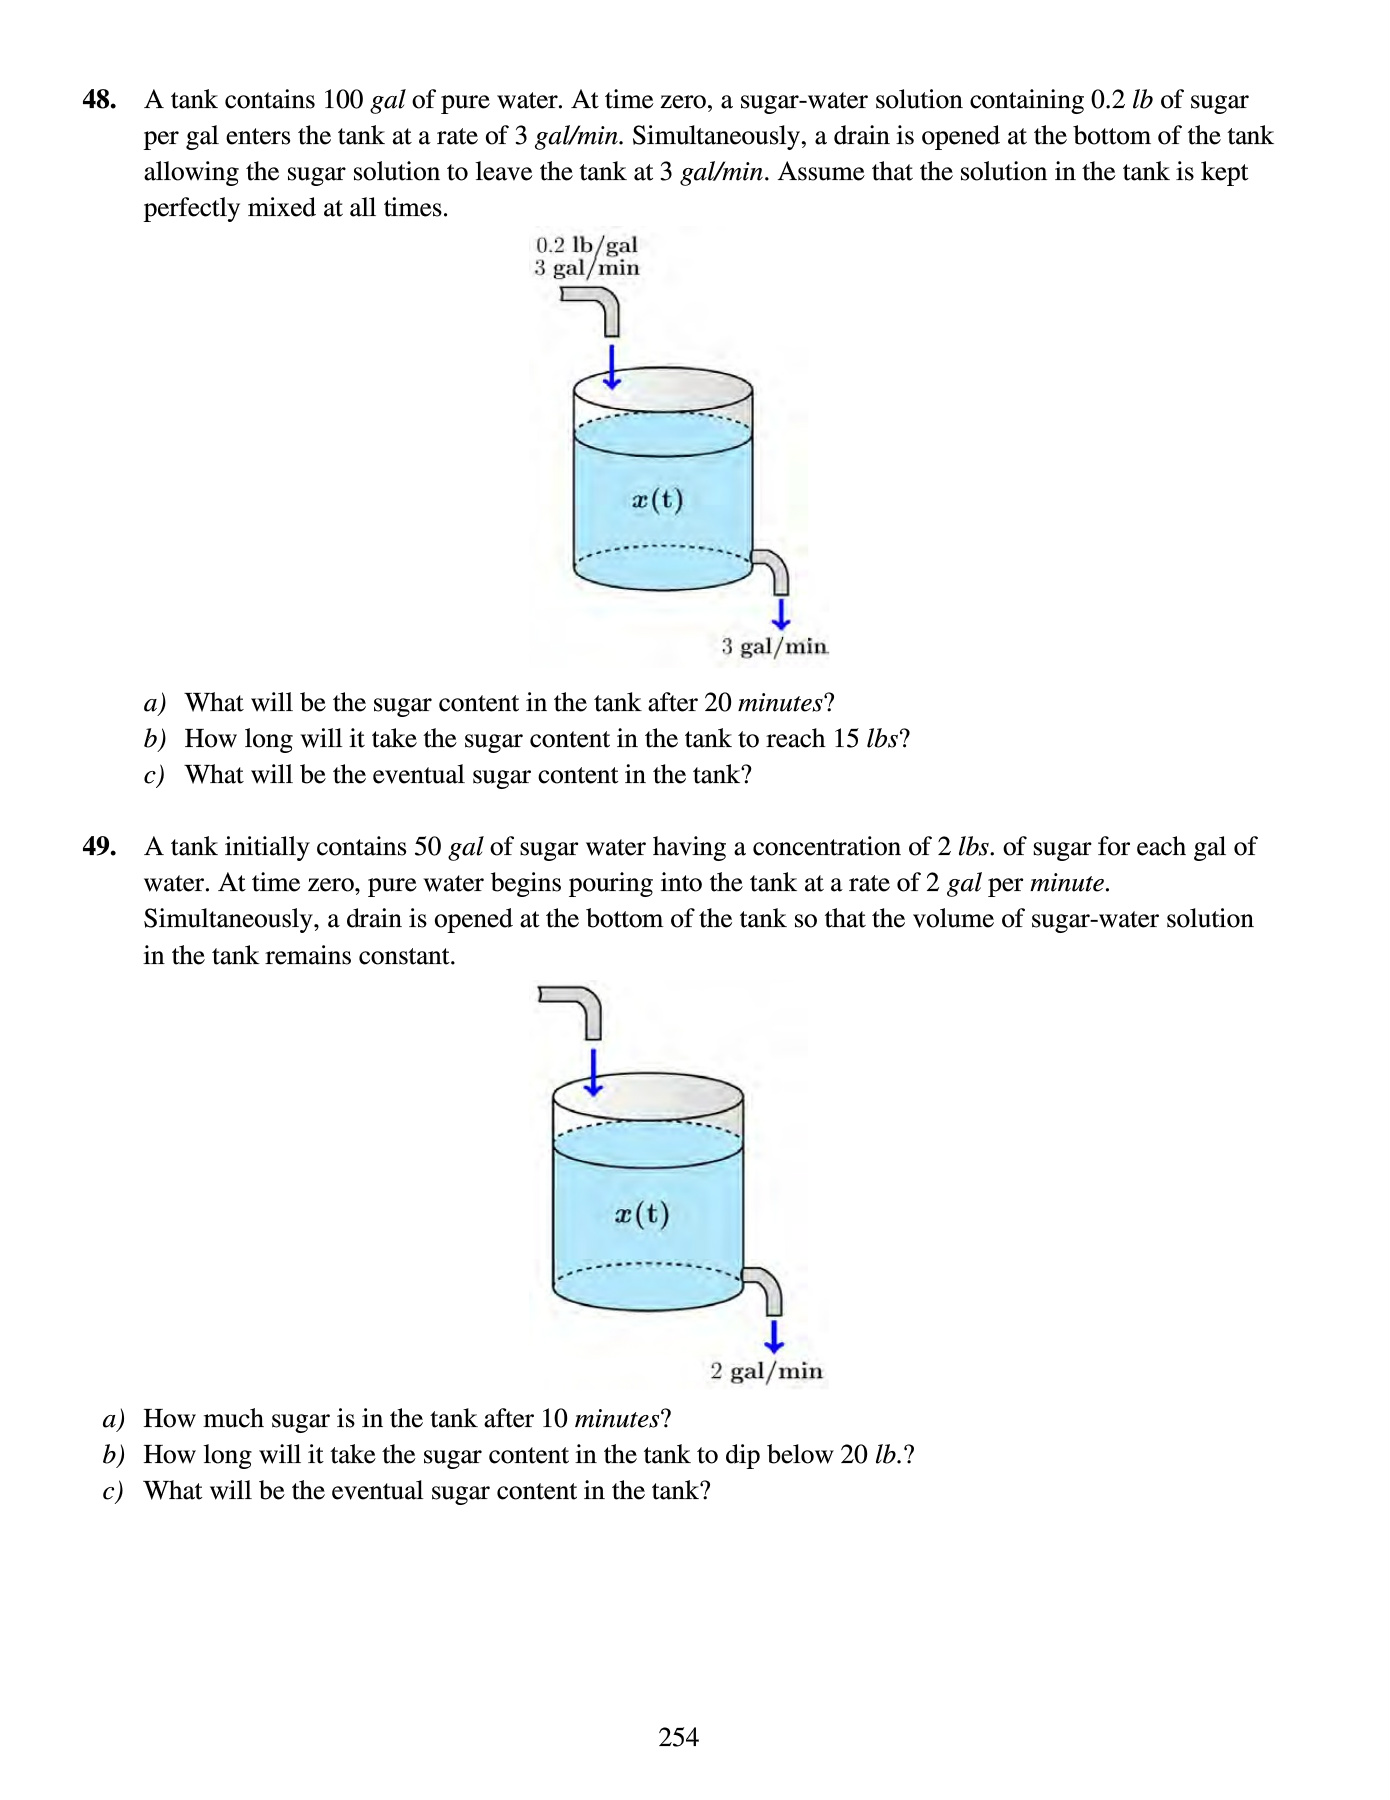 48. A tank contains 100 gal of pure water. At time zero, a sugar-water solution containing 0.2 lb of sugar
per gal enters the tank at a rate of 3 gal/min. Simultaneously, a drain is opened at the bottom of the tank
allowing the sugar solution to leave the tank at 3 gal/min. Assume that the solution in the tank is kept
perfectly mixed at all times.
0.2 lb/gal
3 gal/min
x(t)
3 gal/min
a) What will be the sugar content in the tank after 20 minutes?
b) How long will it take the sugar content in the tank to reach 15 lbs?
c) What will be the eventual sugar content in the tank?
49. A tank initially contains 50 gal of sugar water having a concentration of 2 lbs. of sugar for each gal of
water. At time zero, pure water begins pouring into the tank at a rate of 2 gal per minute.
Simultaneously, a drain is opened at the bottom of the tank so that the volume of sugar-water solution
in the tank remains constant.
x(t)
2 gal/min
a) How much sugar is in the tank after 10 minutes?
b) How long will it take the sugar content in the tank to dip below 20 lb.?
c) What will be the eventual sugar content in the tank?
254